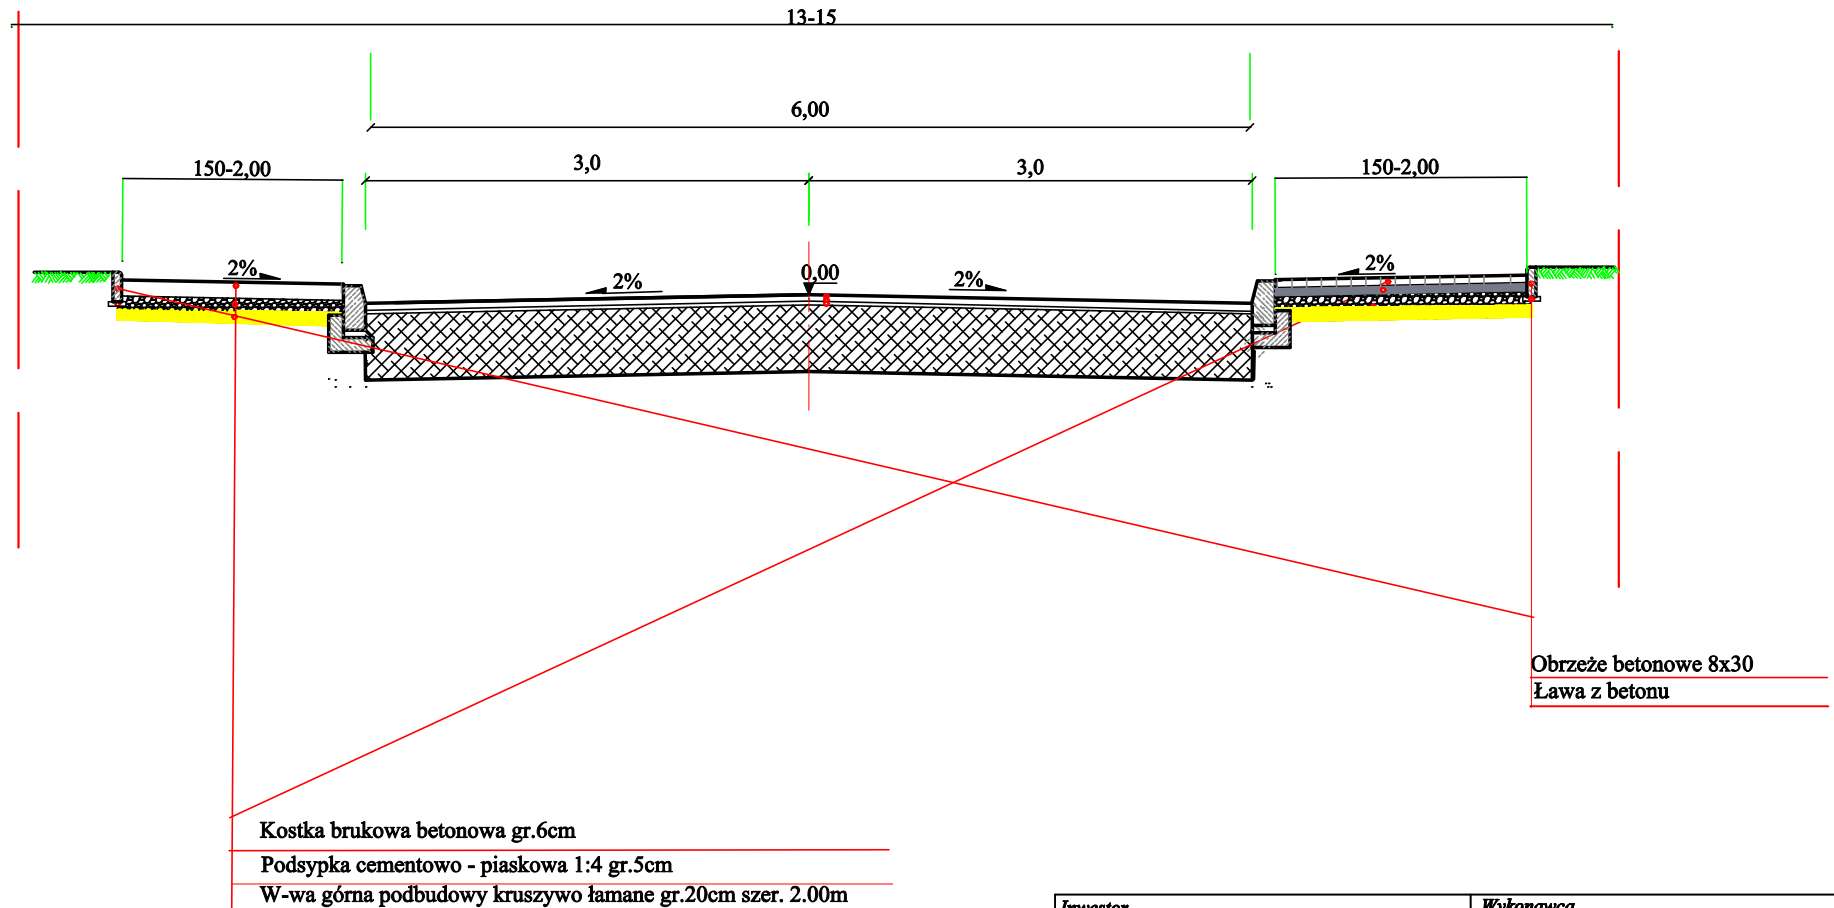 13-15
6,00
150-2,00
3,0
3,0
150-2,00
2%
2%
0,00
2%
2%
Obrzeże betonowe 8x30
Ława z betonu
Kostka brukowa betonowa gr.6cm
Podsypka cementowo - piaskowa 1:4 gr.5cm
W-wa górna podbudowy kruszywo łamane gr.20cm szer. 2.00m
Inwestor
Wykonawca